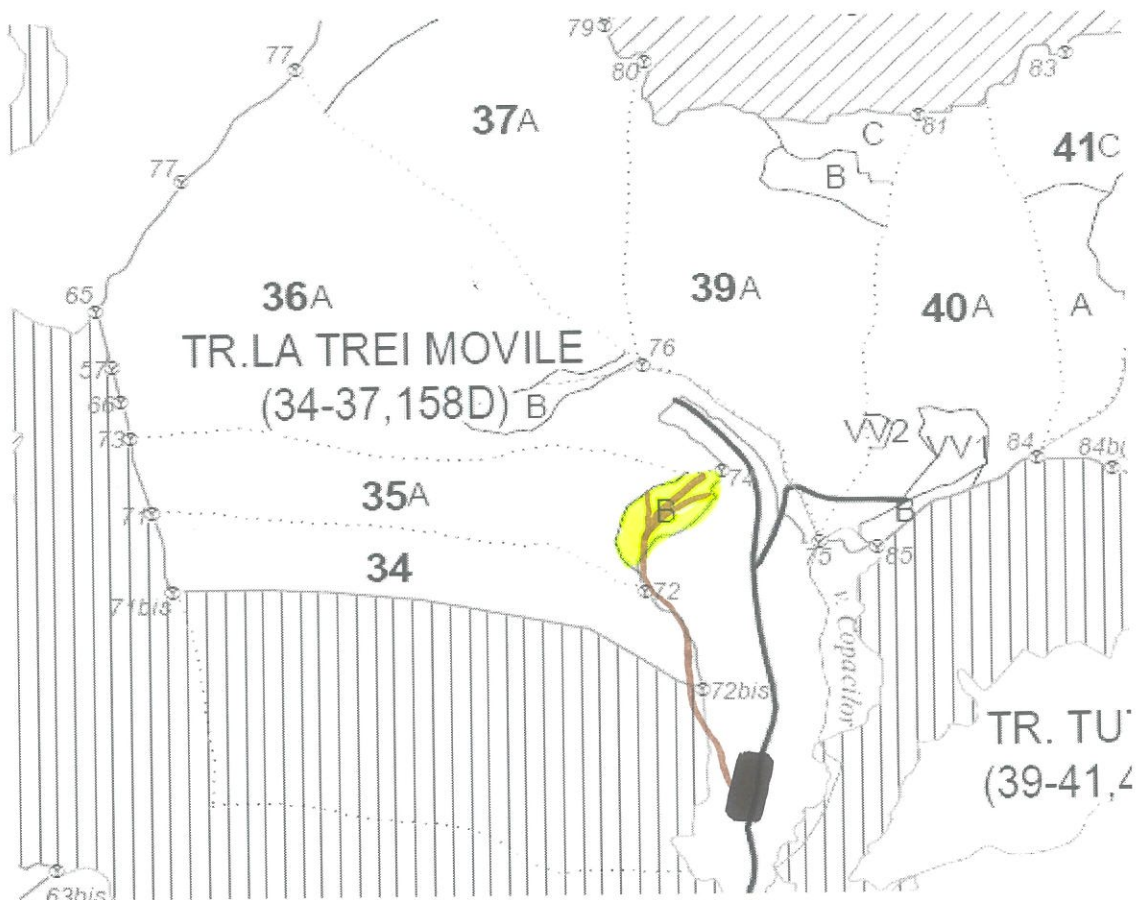 79
77
80
83
37A
81
C
41C
77
B
65
36A
39A
40A
A
TR.LA TREI MOVILE
76
57
(34-37,158D)
B
66
VV2
VV1
73
84
74
35A
B
B
71
75
85
34
72
71bis
v. Copacilor
72bis
TR. TU
(39-41,4
63bis